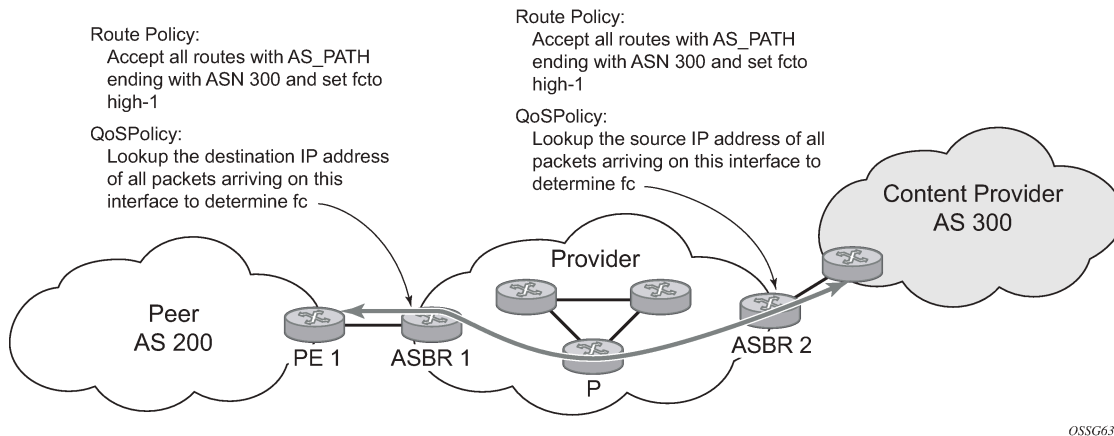 Route Policy:
Accept all routes with AS_PATH
ending with ASN 300 and set fcto
high-1
QoSPolicy:
Lookup the destination IP address
of all packets arriving on this
interface to determine fc
Route Policy:
Accept all routes with AS_PATH
ending with ASN 300 and set fcto
high-1
QoSPolicy:
Lookup the source IP address of all
packets arriving on this interface to
determine fc
Content Provider
AS 300
Provider
Peer
AS 200
PE 1
ASBR 1
P
ASBR 2
OSSG63